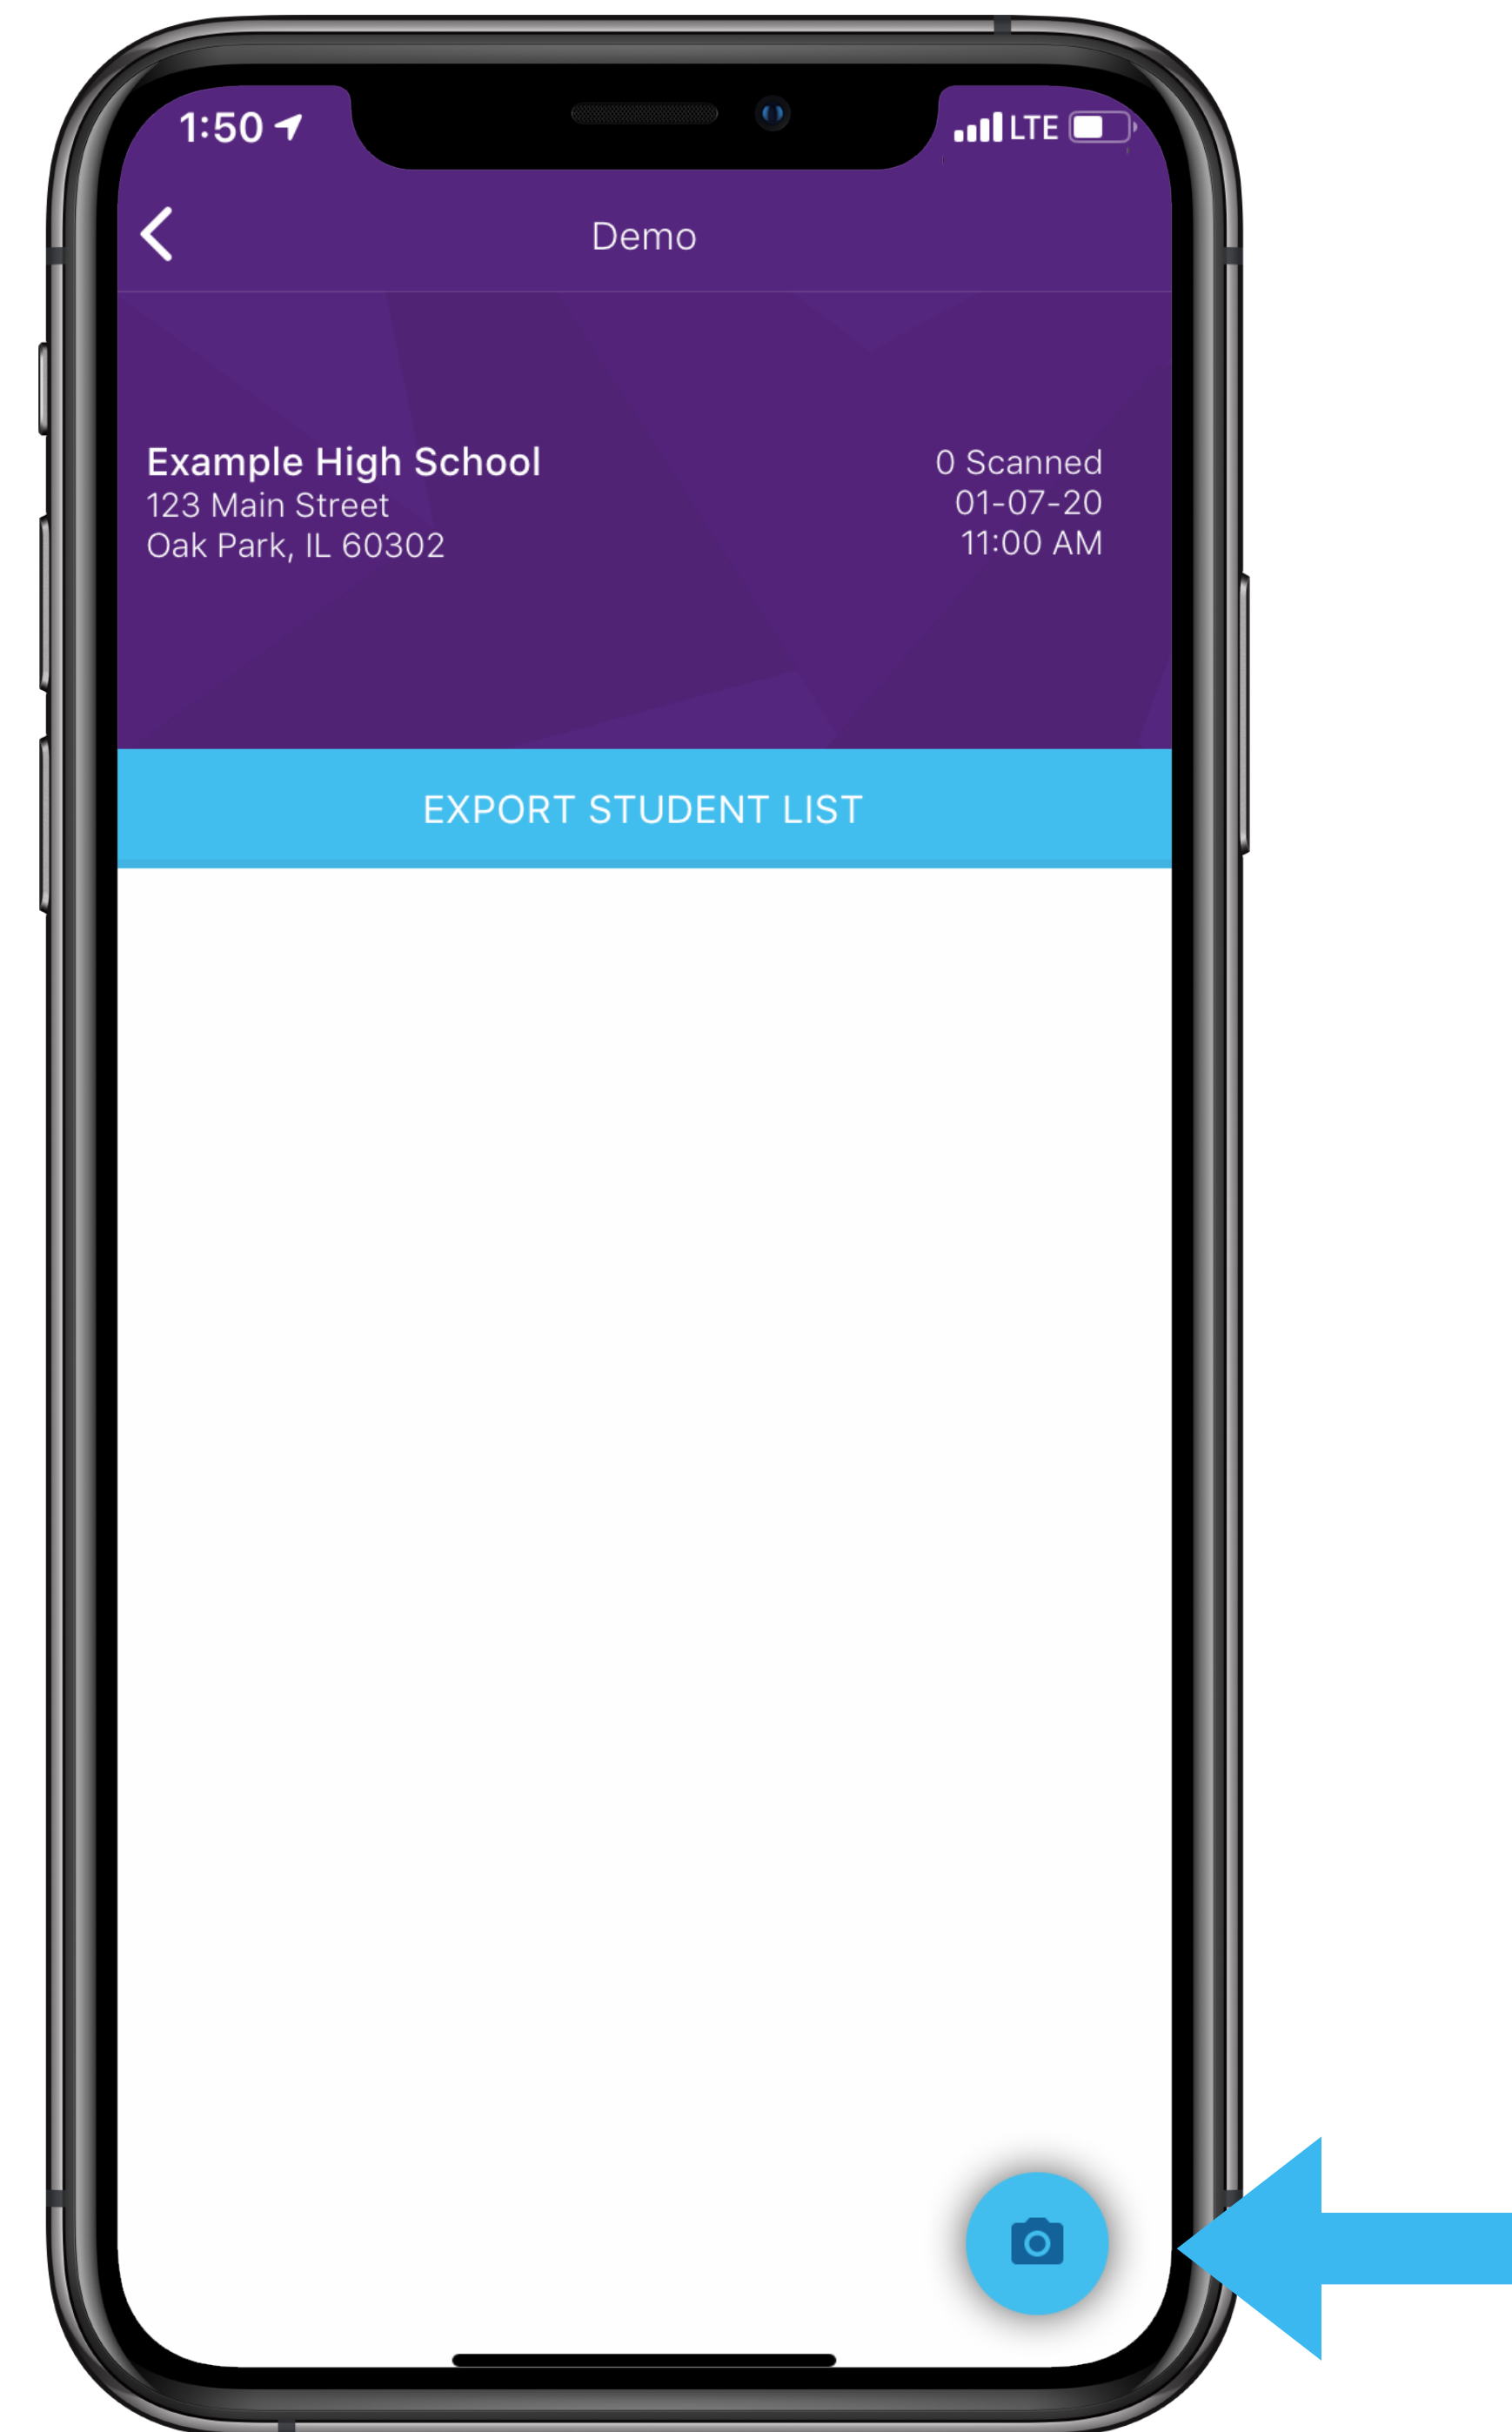 1:50
LTE
Demo
Example High School
0 Scanned
123 Main Street
01-07-20
Oak Park, IL 60302
11:00 AM
EXPORT STUDENT LIST